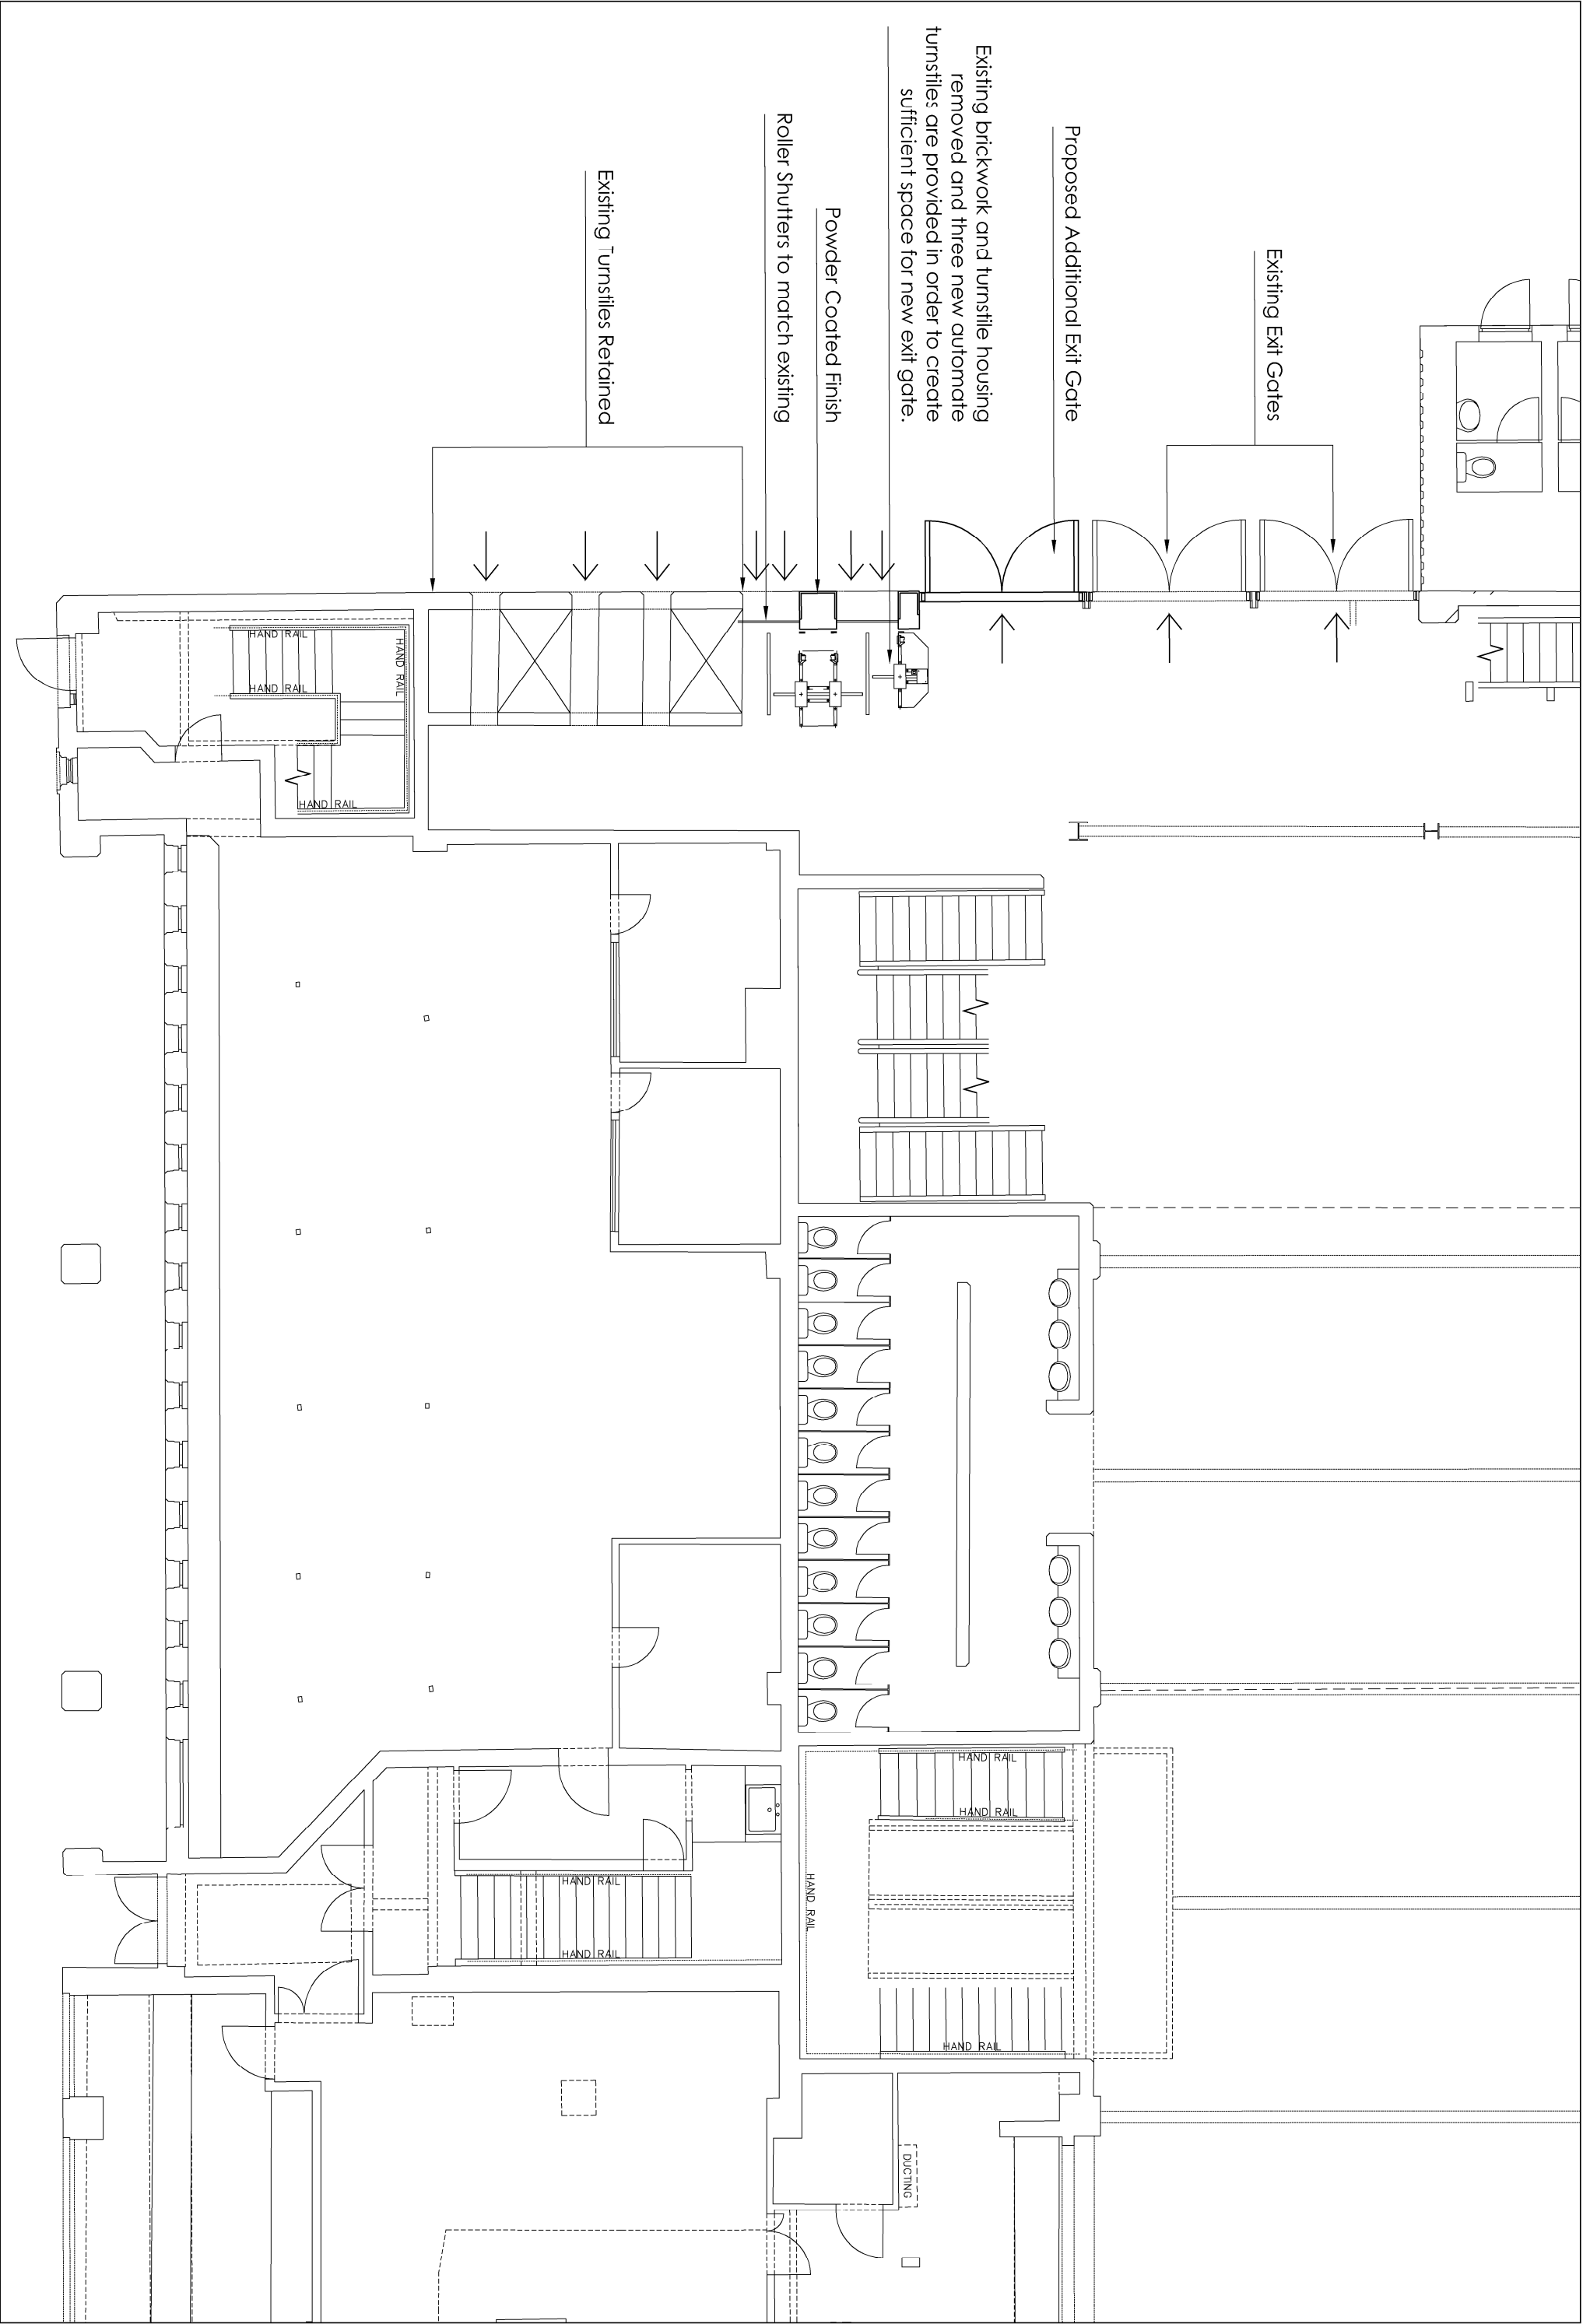 Existing Exit Gates
Proposed Additional Exit Gate
Existing brickwork and turnstile housing
removed and three new automate
turnstiles are provided in order to create
sufficient space for new exit gate.
Powder Coated Finish
Roller Shutters to match existing
Existing Turnstiles Retained
HAND RAIL
HAND RAIL
HAND RAIL
HAND RAIL
HAND RAIL
HAND RAIL
HAND RAIL
HAND RAIL
HAND RAIL
HAND RAIL
DUCTING